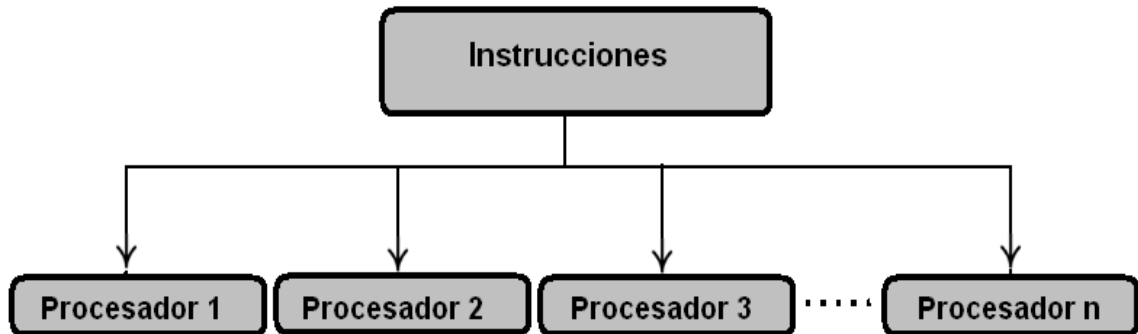 Instrucciones
Procesador 1
Procesador 2
Procesador 3
Procesador n